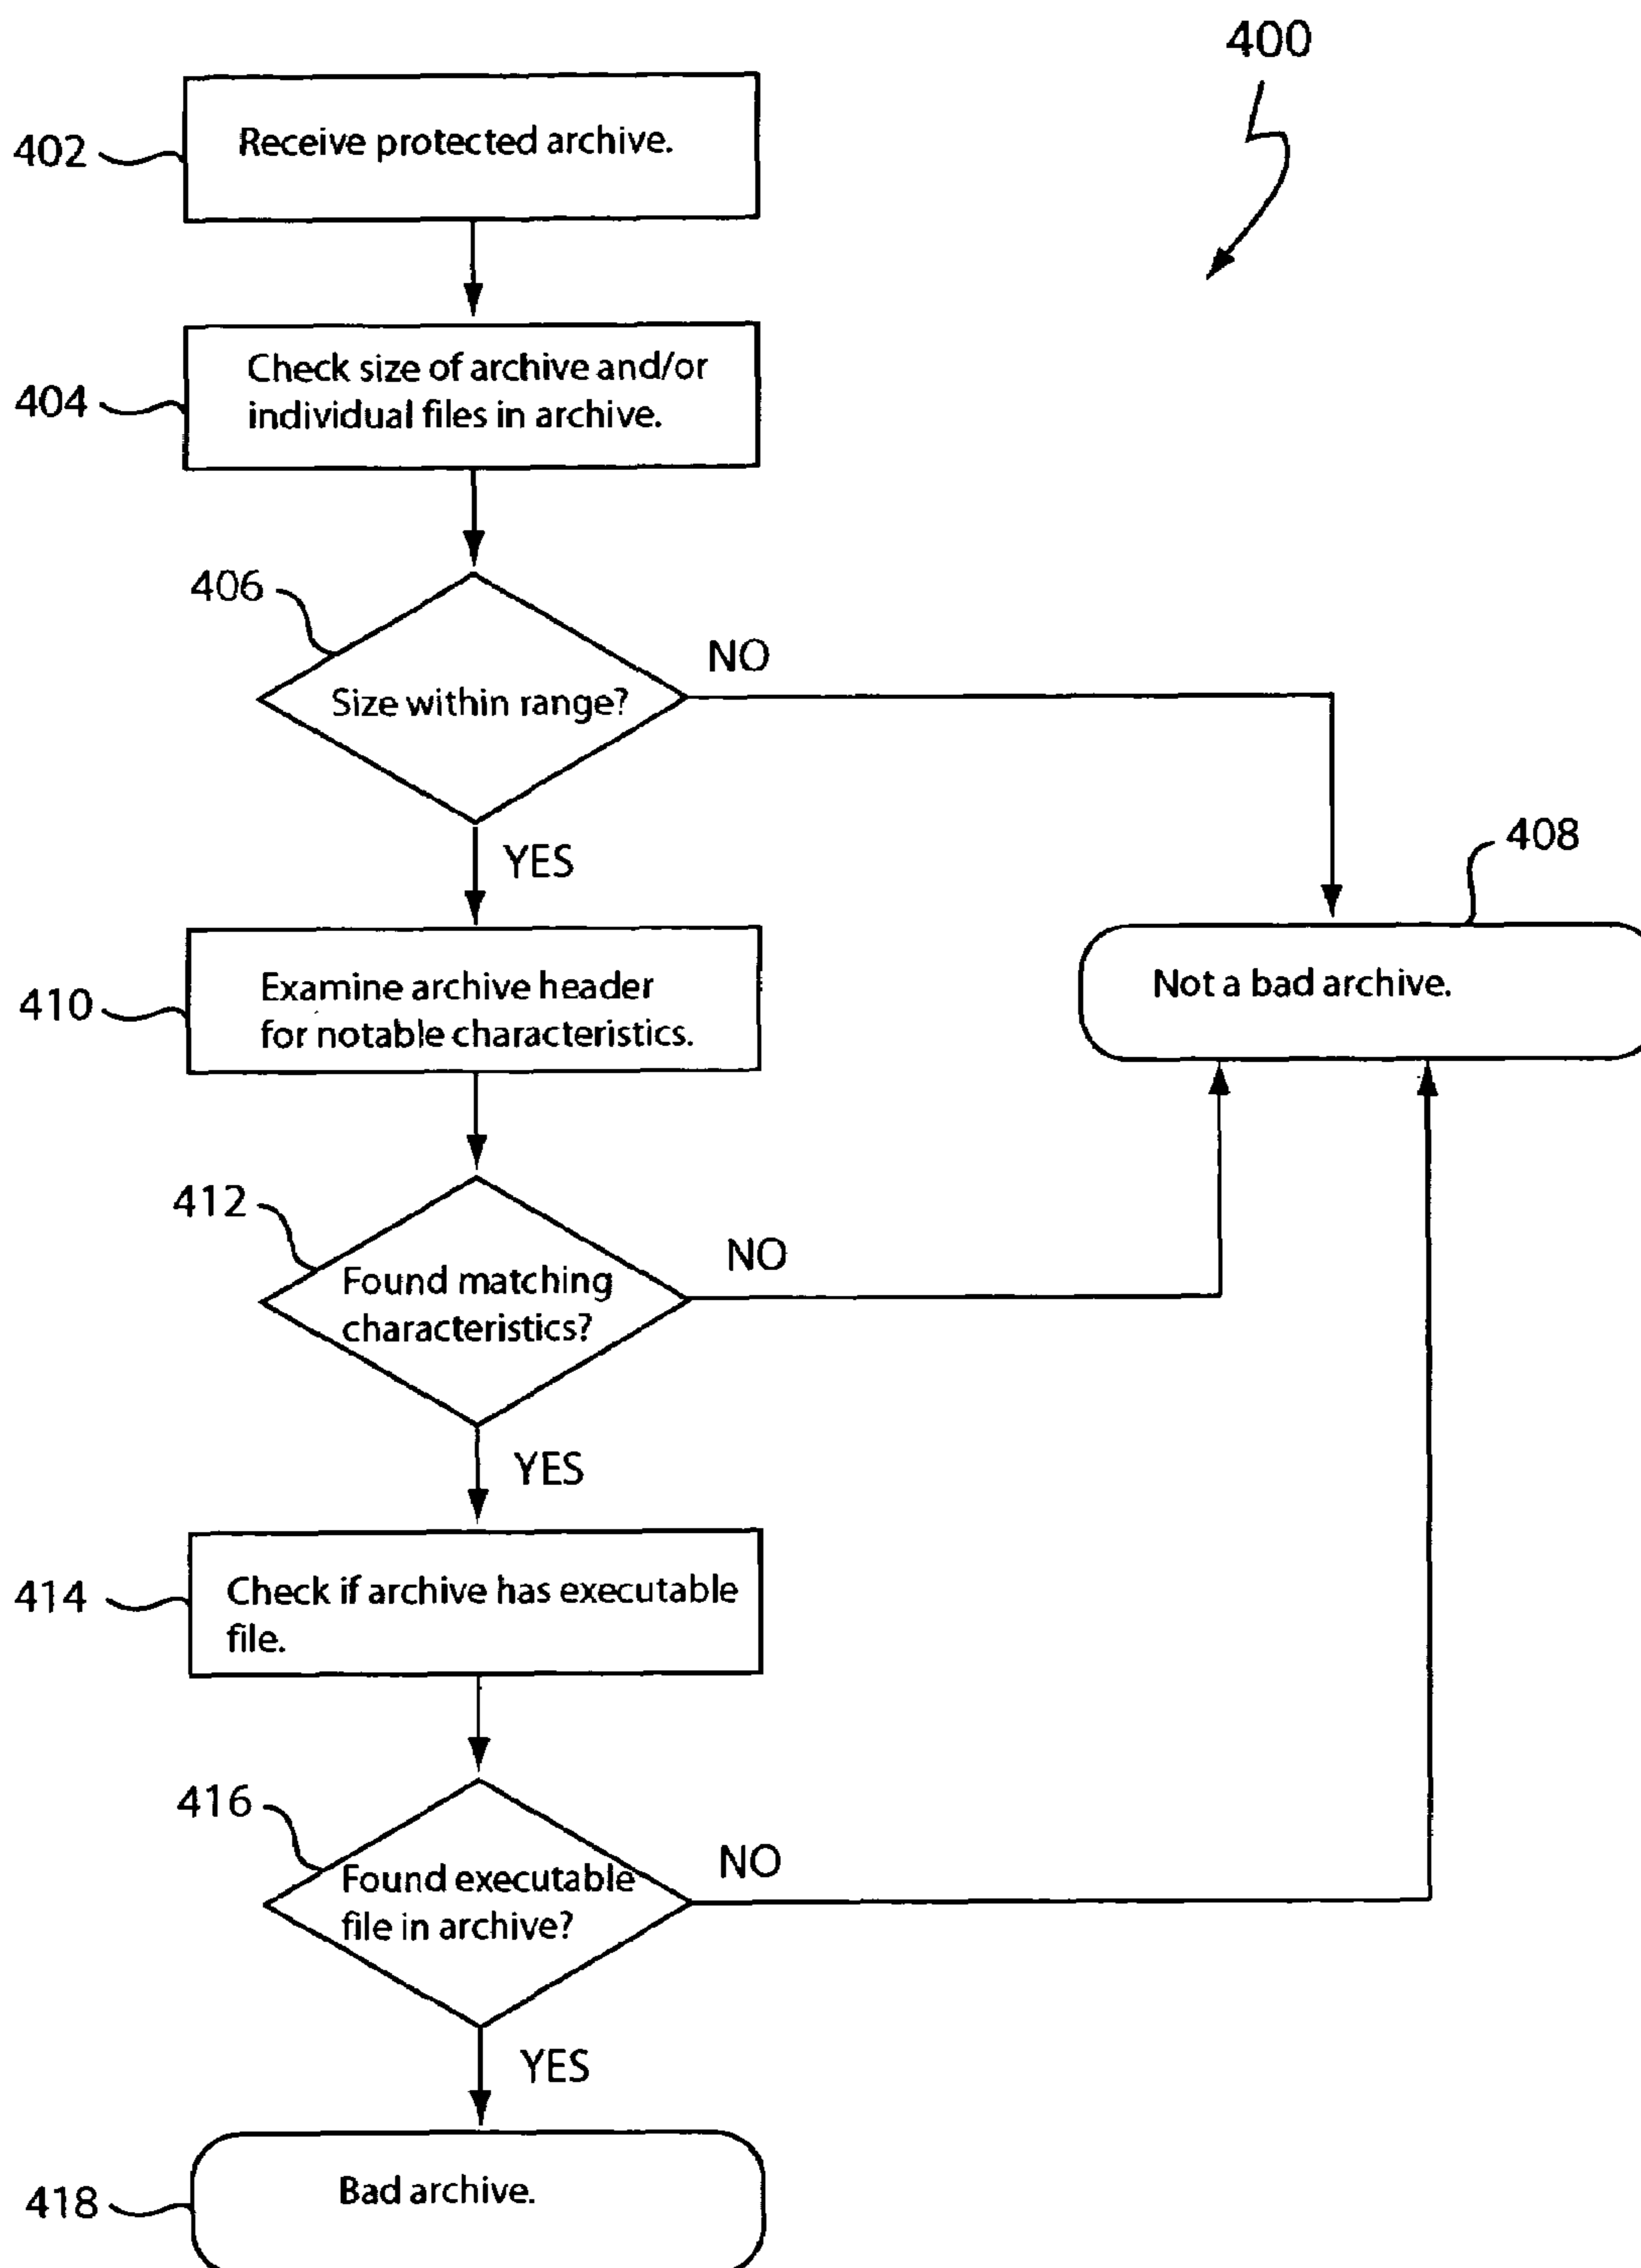 400
402
Receive protected archive.
404
Check size of archive and/or
individual files in archive.
406
Size within range?
NO
YES
408
Not a bad archive.
410
Examine archive header
for notable characteristics.
412
Found matching
characteristics?
NO
YES
414
Check if archive has executable
file.
416
Found executable
file in archive?
NO
YES
418
Bad archive.